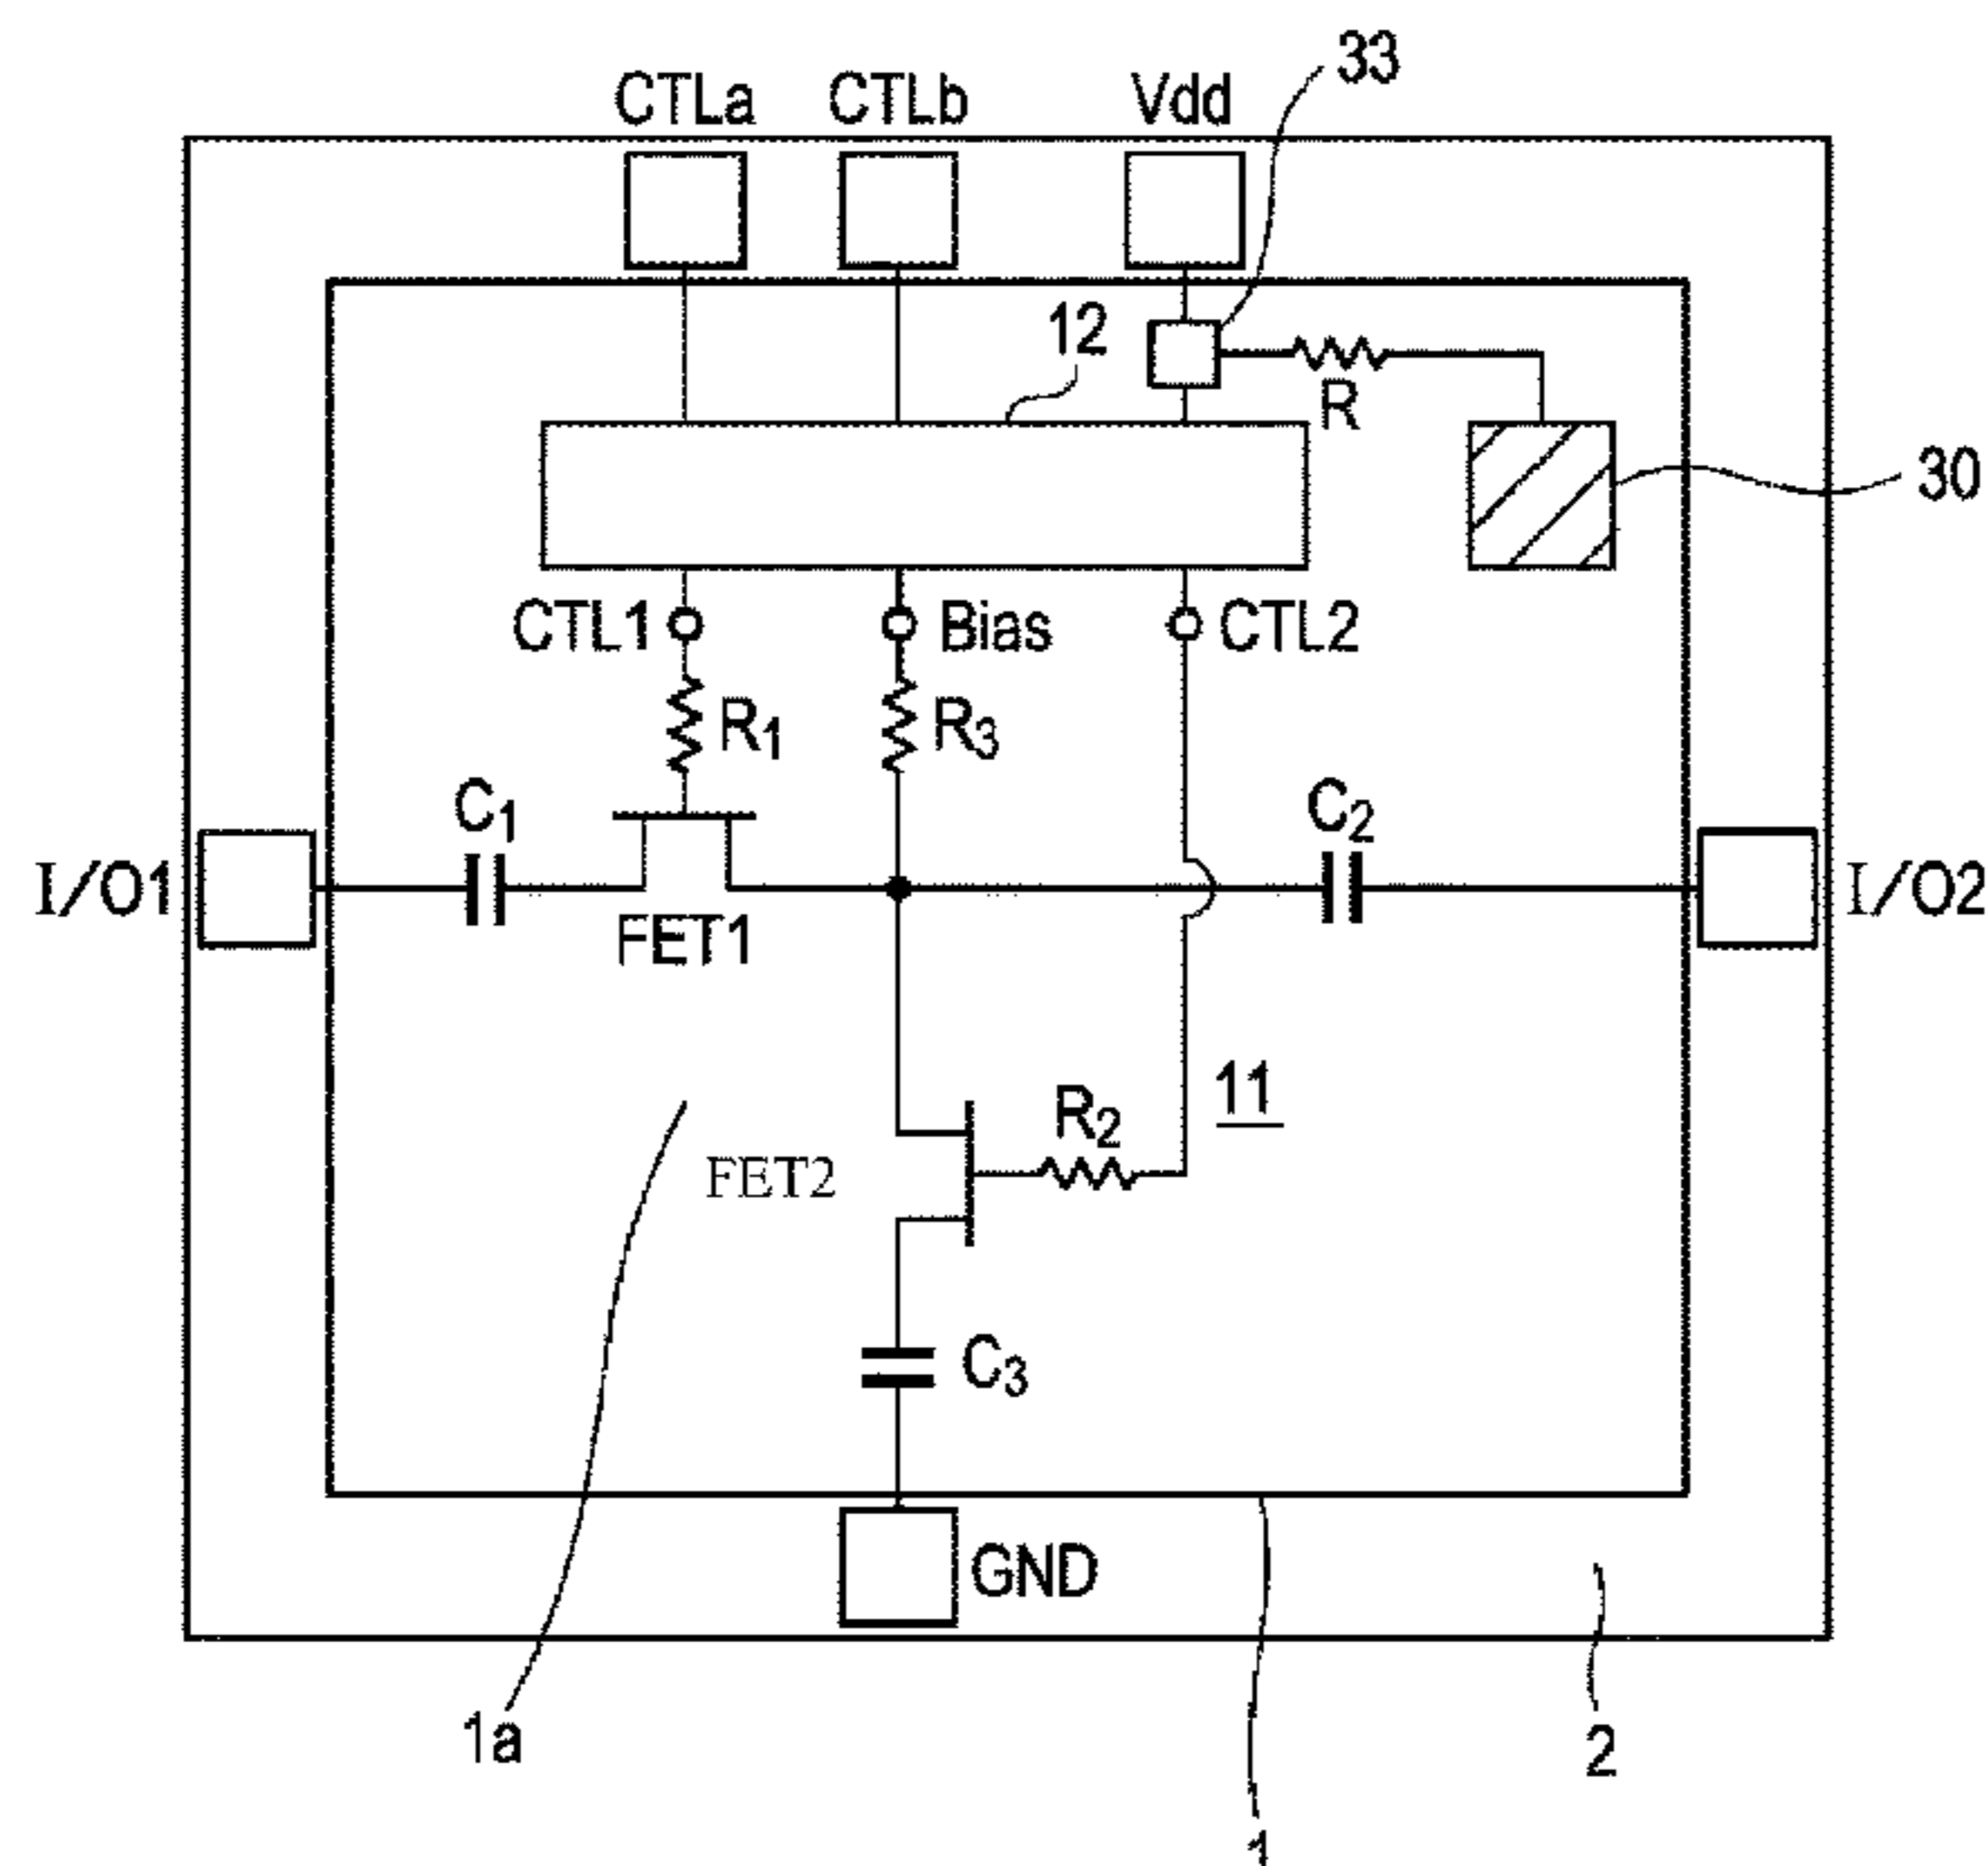 33
CTLa CTLb Vdd
12
R
30
CTL1 Bias CTL2
R1 R3
C1 C2
I/O1 I/O2
FET1
11
R2
FET2
C3
GND
1a 2
1